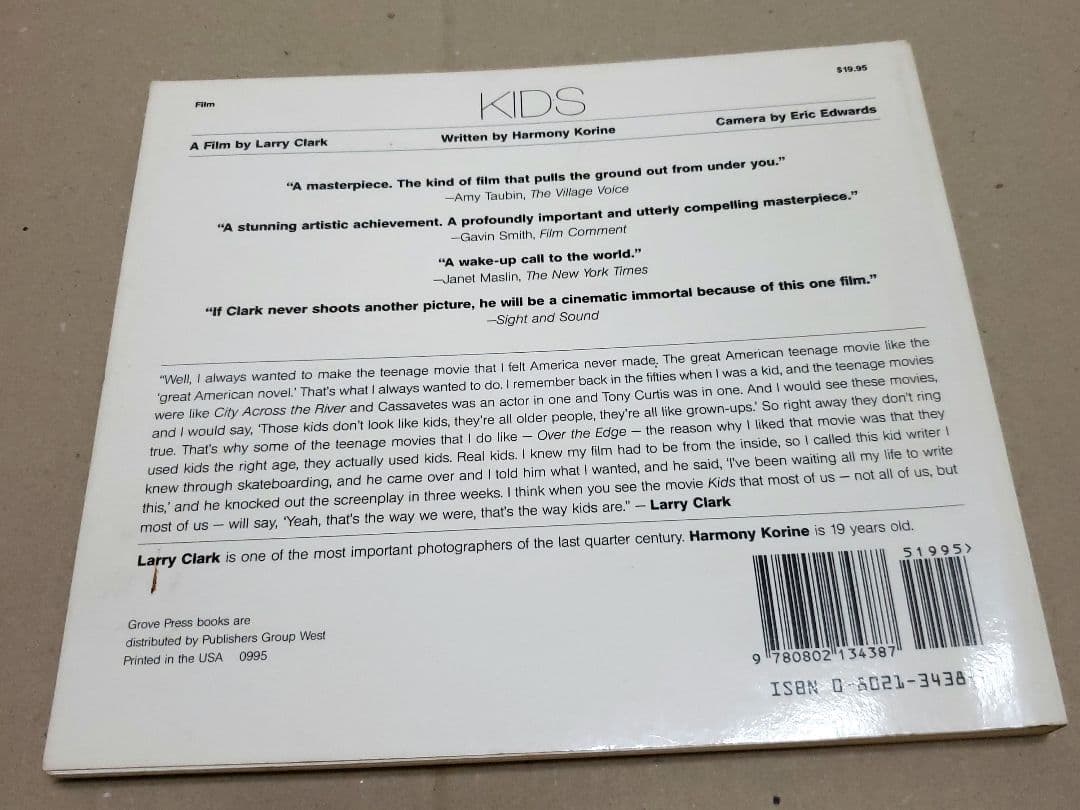 Film
$19.95
KIDS
A Film by Larry Clark Written by Harmony Korine Camera by Eric Edwards
“A masterpiece. The kind of film that pulls the ground out from under you.”
—Amy Taubin, The Village Voice
“A stunning artistic achievement. A profoundly important and utterly compelling masterpiece.”
—Gavin Smith, Film Comment
“A wake-up call to the world.”
—Janet Maslin, The New York Times
“If Clark never shoots another picture, he will be a cinematic immortal because of this one film.”
—Sight and Sound
“Well, I always wanted to make the teenage movie that I felt America never made. The great American teenage movie like the
‘great American novel.’ That’s what I always wanted to do. I remember back in the fifties when I was a kid, and the teenage movies
were like City Across the River and Cassavetes was an actor in one and Tony Curtis was in one. And I would see these movies,
and I would say, ‘Those kids don’t look like kids, they’re all older people, they’re all like grown-ups.’ So right away they don’t ring
true. That’s why some of the teenage movies that I do like — Over the Edge — the reason why I liked that movie was that they
used kids the right age, they actually used kids. Real kids. I knew my film had to be from the inside, so I called this kid writer I
knew through skateboarding, and he came over and I told him what I wanted, and he said, ‘I’ve been waiting all my life to write
this,’ and he knocked out the screenplay in three weeks. I think when you see the movie Kids that most of us — not all of us, but
most of us — will say, ‘Yeah, that’s the way we were, that’s the way kids are.” — Larry Clark
Larry Clark is one of the most important photographers of the last quarter century. Harmony Korine is 19 years old.
Grove Press books are
distributed by Publishers Group West
Printed in the USA 0995
51995>
9 780802 134387
ISBN 0-8021-3438